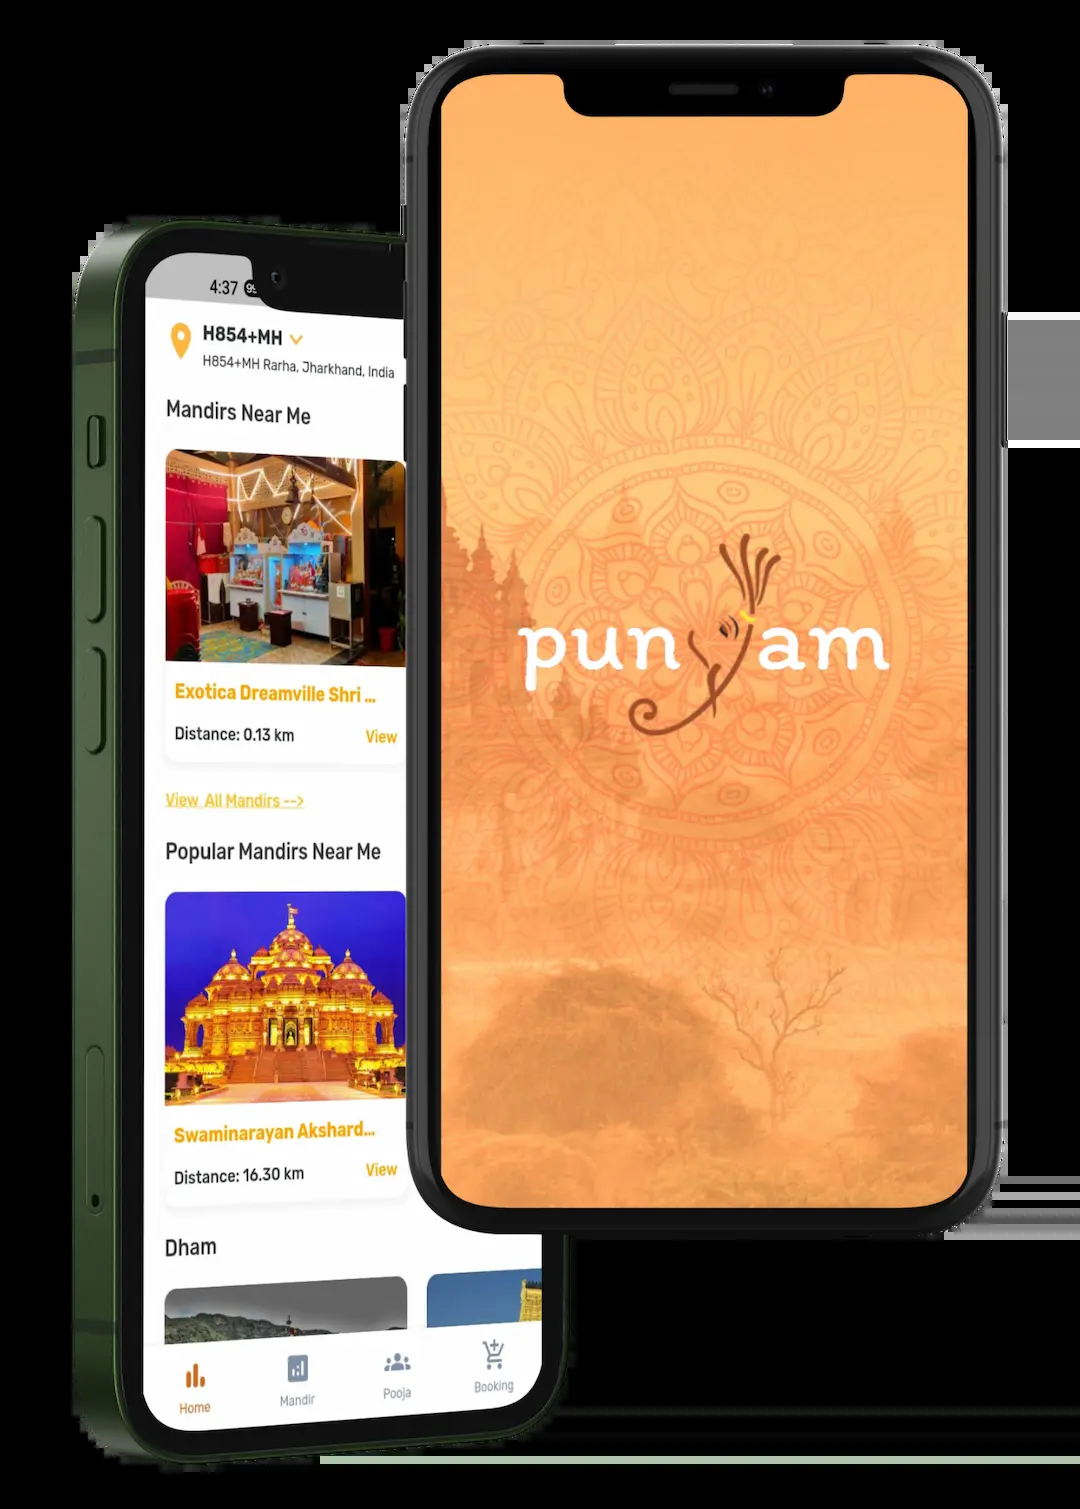 4:37
H854+MH
H854+MH Rarha, Jharkhand, India
Mandirs Near Me
Exotica Dreamville Shri ...
Distance: 0.13 km
View
View All Mandirs -->
Popular Mandirs Near Me
Swaminarayan Akshard...
Distance: 16.30 km
View
Dham
Home
Mandir
Pooja
Booking
punyam